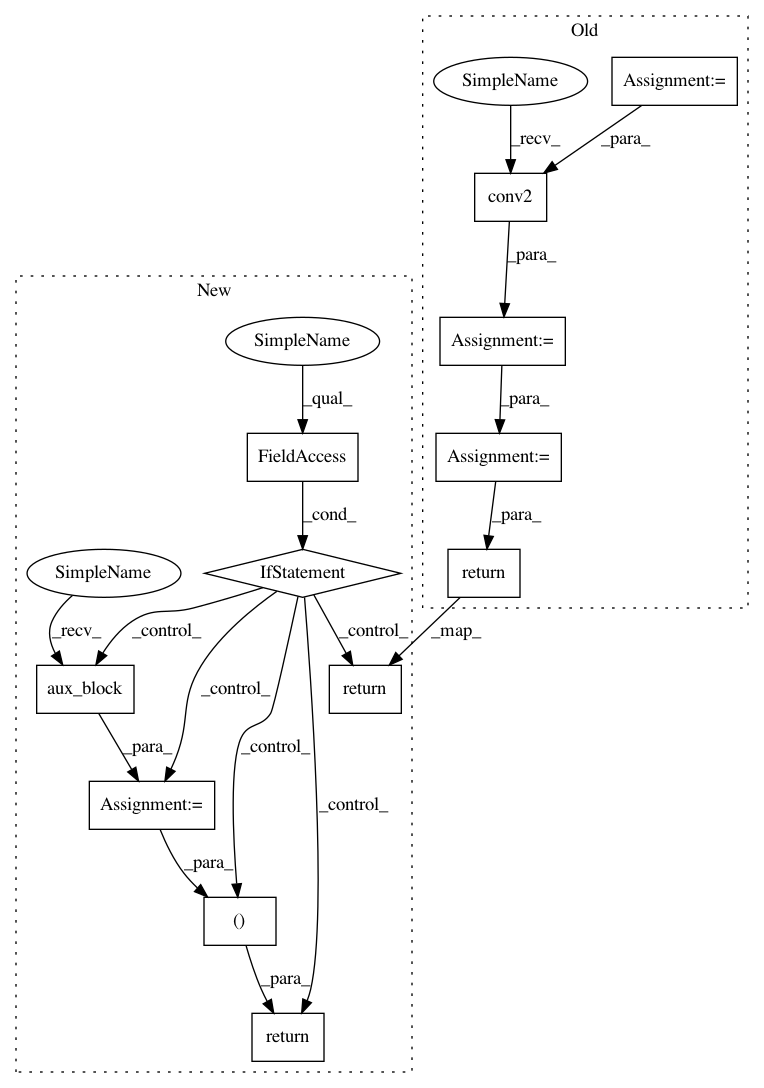 Old
SimpleName
Assignment:=
_recv_
_para_
conv2
_para_
New
SimpleName
Assignment:=
_qual_
_para_
FieldAccess
Assignment:=
_cond_
_para_
SimpleName
IfStatement
return
_recv_
_control_
_control_
_map_
aux_block
_control_
return
_para_
_control_
_control_
Assignment:=
_para_
()
_para_
return